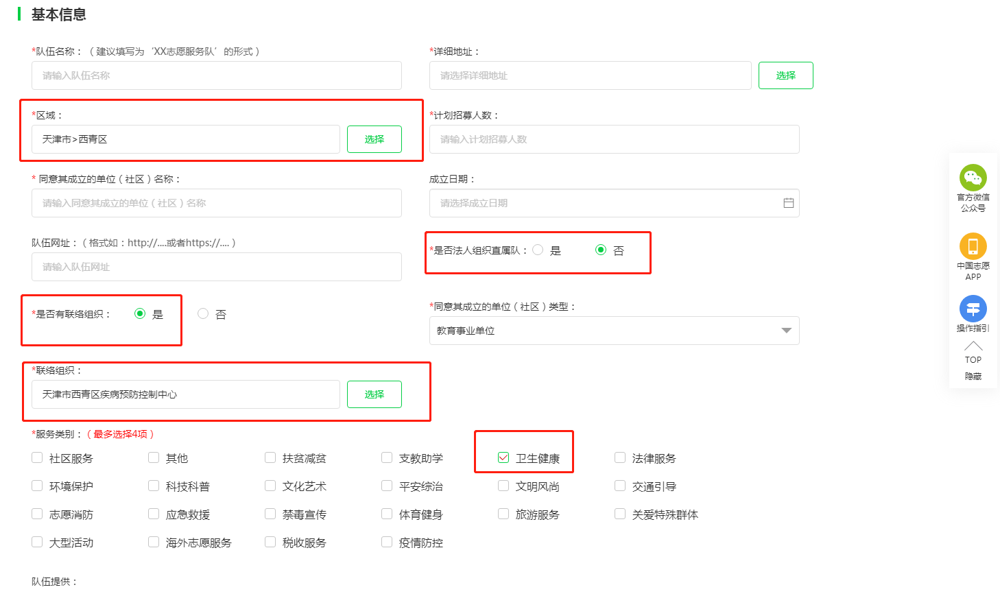 基本信息
*队伍名称：（建议填写为‘XX志愿服务队’的形式）
请输入队伍名称
*详细地址：
请选择详细地址
选择
*区域：
天津市>西青区
选择
*计划招募人数：
请输入计划招募人数
* 同意其成立的单位（社区）名称：
请输入同意其成立的单位（社区）名称
成立日期：
请选择成立日期
队伍网址：（格式如：http://....或者https://....）
请输入队伍网址
*是否法人组织直属队： 是 否
*是否有联络组织： 是 否
*同意其成立的单位（社区）类型：
教育事业单位
*联络组织：
天津市西青区疾病预防控制中心
选择
*服务类别：（最多选择4项）
社区服务 其他 扶贫减贫 支教助学 卫生健康 法律服务
环境保护 科技科普 文化艺术 平安综治 文明风尚 交通引导
志愿消防 应急救援 禁毒宣传 体育健身 旅游服务 关爱特殊群体
大型活动 海外志愿服务 税收服务 疫情防控
队伍提供：
官方微信
公众号
中国志愿
APP
操作指引
TOP
隐藏